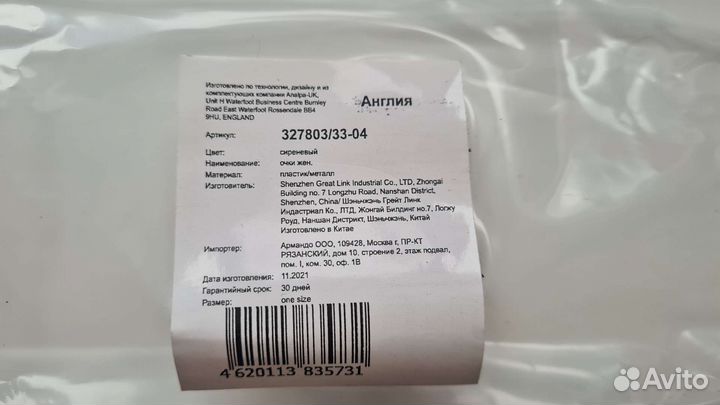 Изготовлено по технологии, дизайну и из
комплектующих компании Analpa-UK,
Unit H Waterfoot Business Centre Burnley
Road East Waterfoot Rossendale BB4
9HU, ENGLAND
Англия
Артикул: 327803/33-04
Цвет: сиреневый
Наименование: очки жен.
Материал: пластик/металл
Изготовитель: Shenzhen Great Link Industrial Co., LTD, Zhongai
Building no. 7 Longzhu Road, Nanshan District,
Shenzhen, China/ Шэньчжэнь Грейт Линк
Индастриал Ко., ЛТД, Жонгай Билдинг но.7, Логжу
Роуд, Наншан Дистрикт, Шэньчжэнь, Китай
Изготовлено в Китае
Импортер: Армандо ООО, 109428, Москва г, ПР-КТ
РЯЗАНСКИЙ, дом 10, строение 2, этаж подвал,
пом. I, ком. 30, оф. 1В
Дата изготовления: 11.2021
Гарантийный срок: 30 дней
Размер: one size
4 620113 835731
Avito